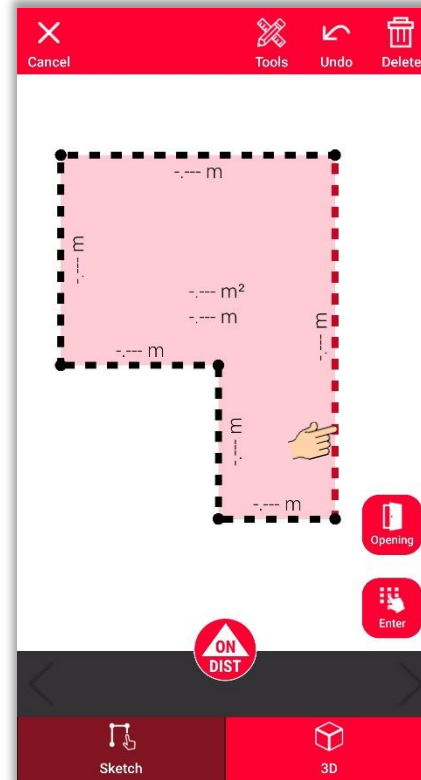 Cancel
Tools
Undo
Delete
-.--- m
-.--- m
-.--- m²
-.--- m
-.--- m
-.--- m
-.--- m
-.--- m
Opening
Enter
ON
DIST
Sketch
3D